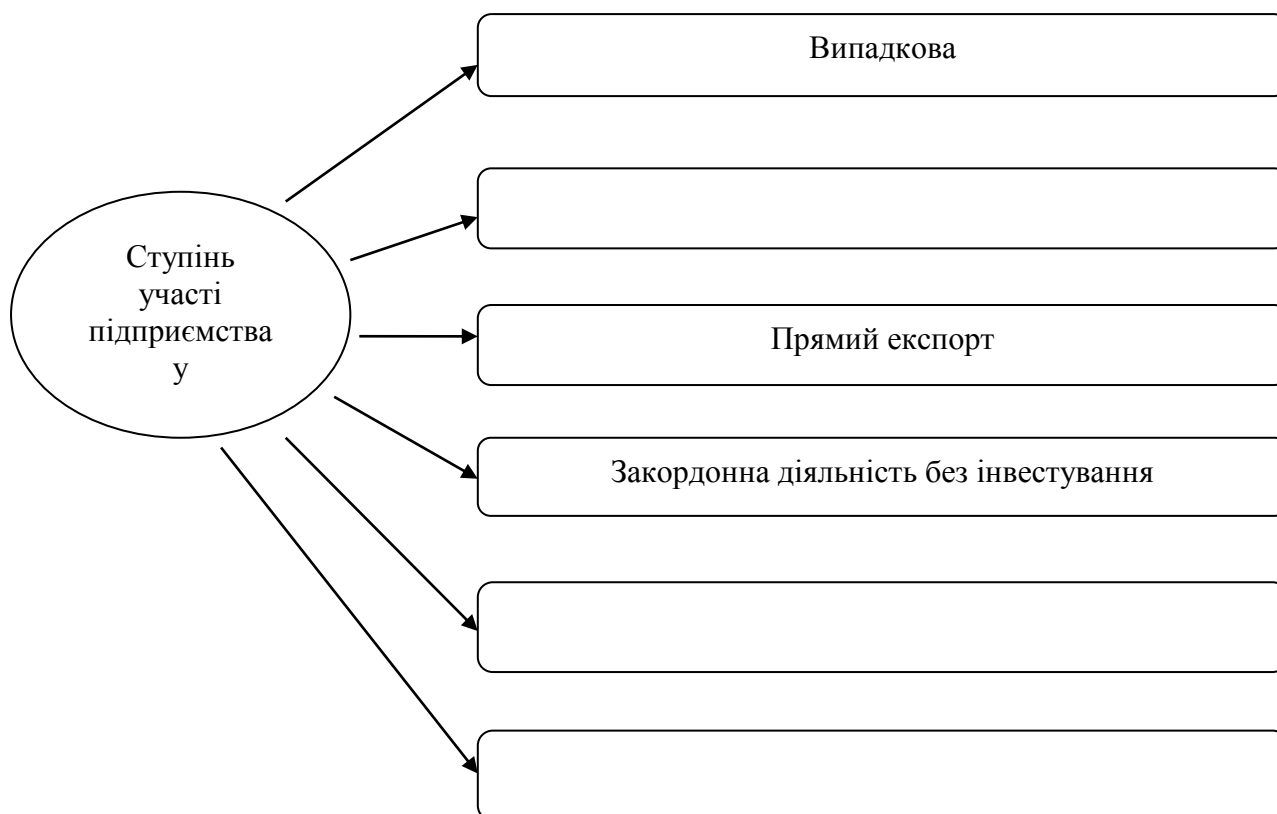 Випадкова
Ступінь
участі
підприємства
у
Прямий експорт
Закордонна діяльність без інвестування